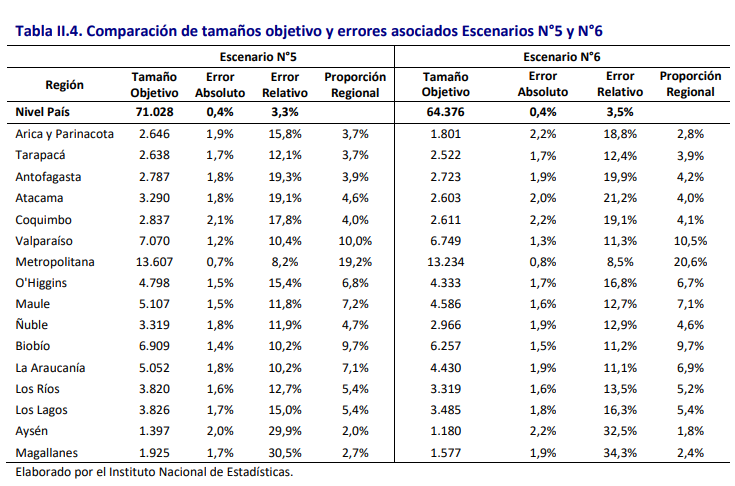 Tabla II.4. Comparación de tamaños objetivo y errores asociados Escenarios N°5 y N°6
Escenario N°5 Escenario N°6
Región Tamaño Objetivo Error Absoluto Error Relativo Proporción Regional Tamaño Objetivo Error Absoluto Error Relativo Proporción Regional
Nivel País 71.028 0,4% 3,3% 64.376 0,4% 3,5%
Arica y Parinacota 2.646 1,9% 15,8% 3,7% 1.801 2,2% 18,8% 2,8%
Tarapacá 2.638 1,7% 12,1% 3,7% 2.522 1,7% 12,4% 3,9%
Antofagasta 2.787 1,8% 19,3% 3,9% 2.723 1,9% 19,9% 4,2%
Atacama 3.290 1,8% 19,1% 4,6% 2.603 2,0% 21,2% 4,0%
Coquimbo 2.837 2,1% 17,8% 4,0% 2.611 2,2% 19,1% 4,1%
Valparaíso 7.070 1,2% 10,4% 10,0% 6.749 1,3% 11,3% 10,5%
Metropolitana 13.607 0,7% 8,2% 19,2% 13.234 0,8% 8,5% 20,6%
O'Higgins 4.798 1,5% 15,4% 6,8% 4.333 1,7% 16,8% 6,7%
Maule 5.107 1,5% 11,8% 7,2% 4.586 1,6% 12,7% 7,1%
Ñuble 3.319 1,8% 11,9% 4,7% 2.966 1,9% 12,9% 4,6%
Biobío 6.909 1,4% 10,2% 9,7% 6.257 1,5% 11,2% 9,7%
La Araucanía 5.052 1,8% 10,2% 7,1% 4.430 1,9% 11,1% 6,9%
Los Ríos 3.820 1,6% 12,7% 5,4% 3.319 1,6% 13,5% 5,2%
Los Lagos 3.826 1,7% 15,0% 5,4% 3.485 1,8% 16,3% 5,4%
Aysén 1.397 2,0% 29,9% 2,0% 1.180 2,2% 32,5% 1,8%
Magallanes 1.925 1,7% 30,5% 2,7% 1.577 1,9% 34,3% 2,4%
Elaborado por el Instituto Nacional de Estadísticas.